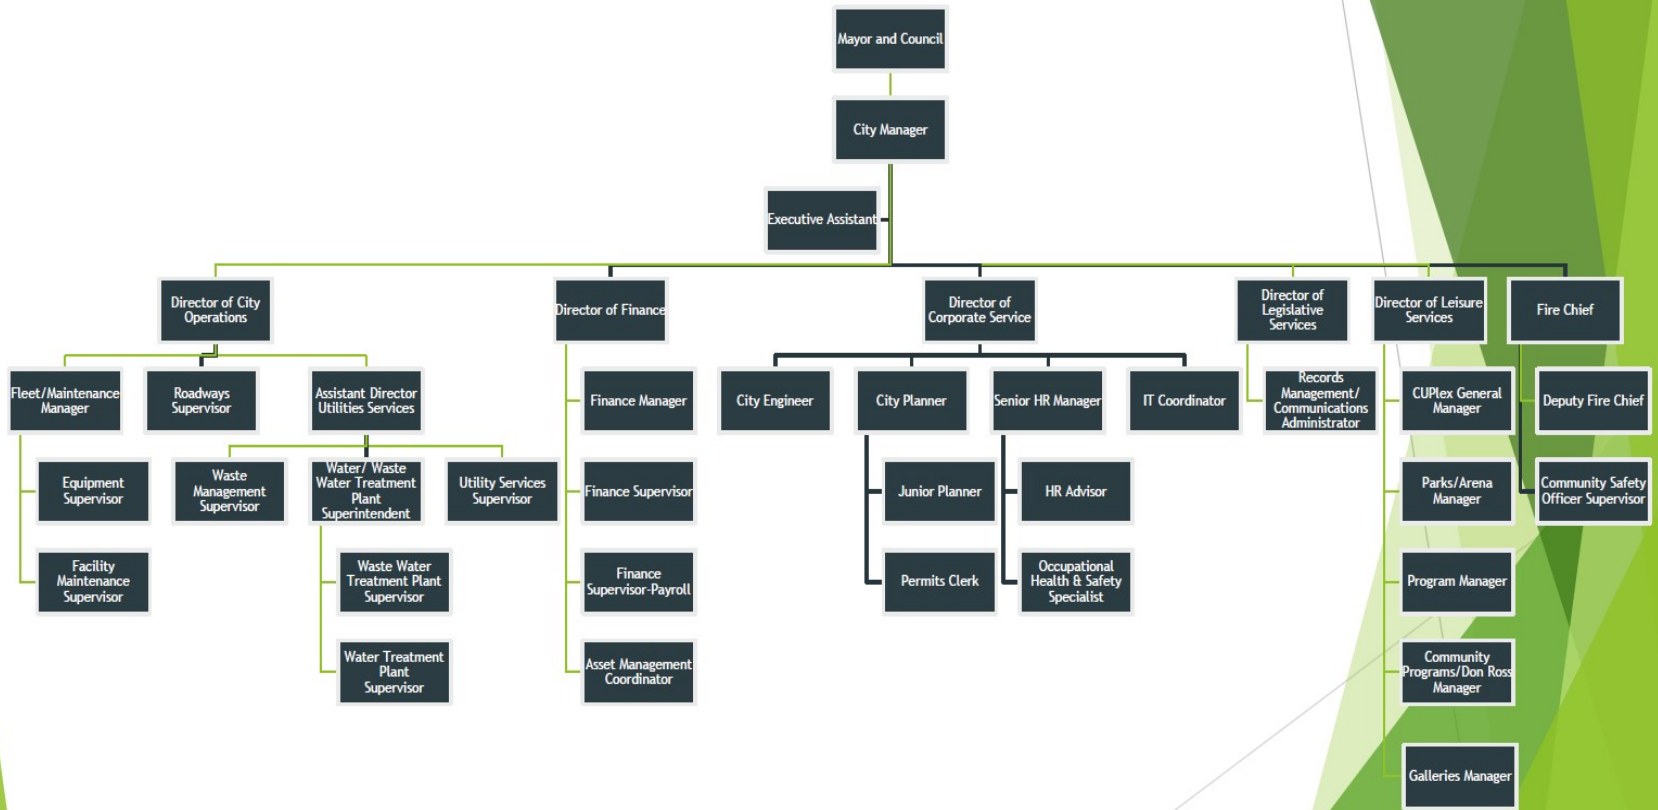 Mayor and Council
City Manager
Executive Assistant
Director of City
Operations
Director of Finance
Director of
Corporate Service
Director of
Legislative
Services
Director of Leisure
Services
Fire Chief
Fleet/Maintenance
Manager
Roadways
Supervisor
Assistant Director
Utilities Services
Finance Manager
City Engineer
City Planner
Senior HR Manager
IT Coordinator
Records
Management/
Communications
Administrator
CUPlex General
Manager
Deputy Fire Chief
Equipment
Supervisor
Waste
Management
Supervisor
Water/ Waste
Water Treatment
Plant
Superintendent
Utility Services
Supervisor
Finance Supervisor
Junior Planner
HR Advisor
Parks/Arena
Manager
Community Safety
Officer Supervisor
Facility
Maintenance
Supervisor
Waste Water
Treatment Plant
Supervisor
Finance
Supervisor-Payroll
Permits Clerk
Occupational
Health & Safety
Specialist
Program Manager
Water Treatment
Plant
Supervisor
Asset Management
Coordinator
Community
Programs/Don Ross
Manager
Galleries Manager